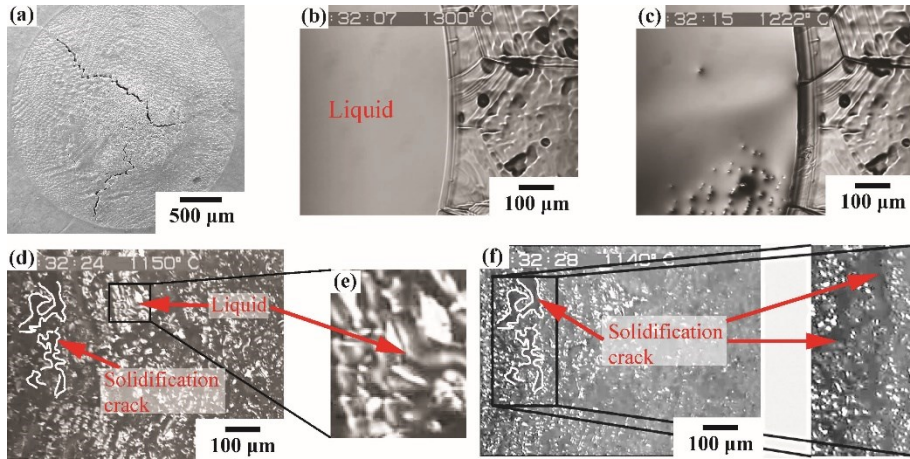 (a)
500 μm
(b)
:32:07 1300°C
Liquid
100 μm
(c)
:32:15 1222°C
100 μm
(d)
:32:24 1150°C
Liquid
Solidification
crack
100 μm
(e)
(f)
:32:28 1140°C
Solidification
crack
100 μm